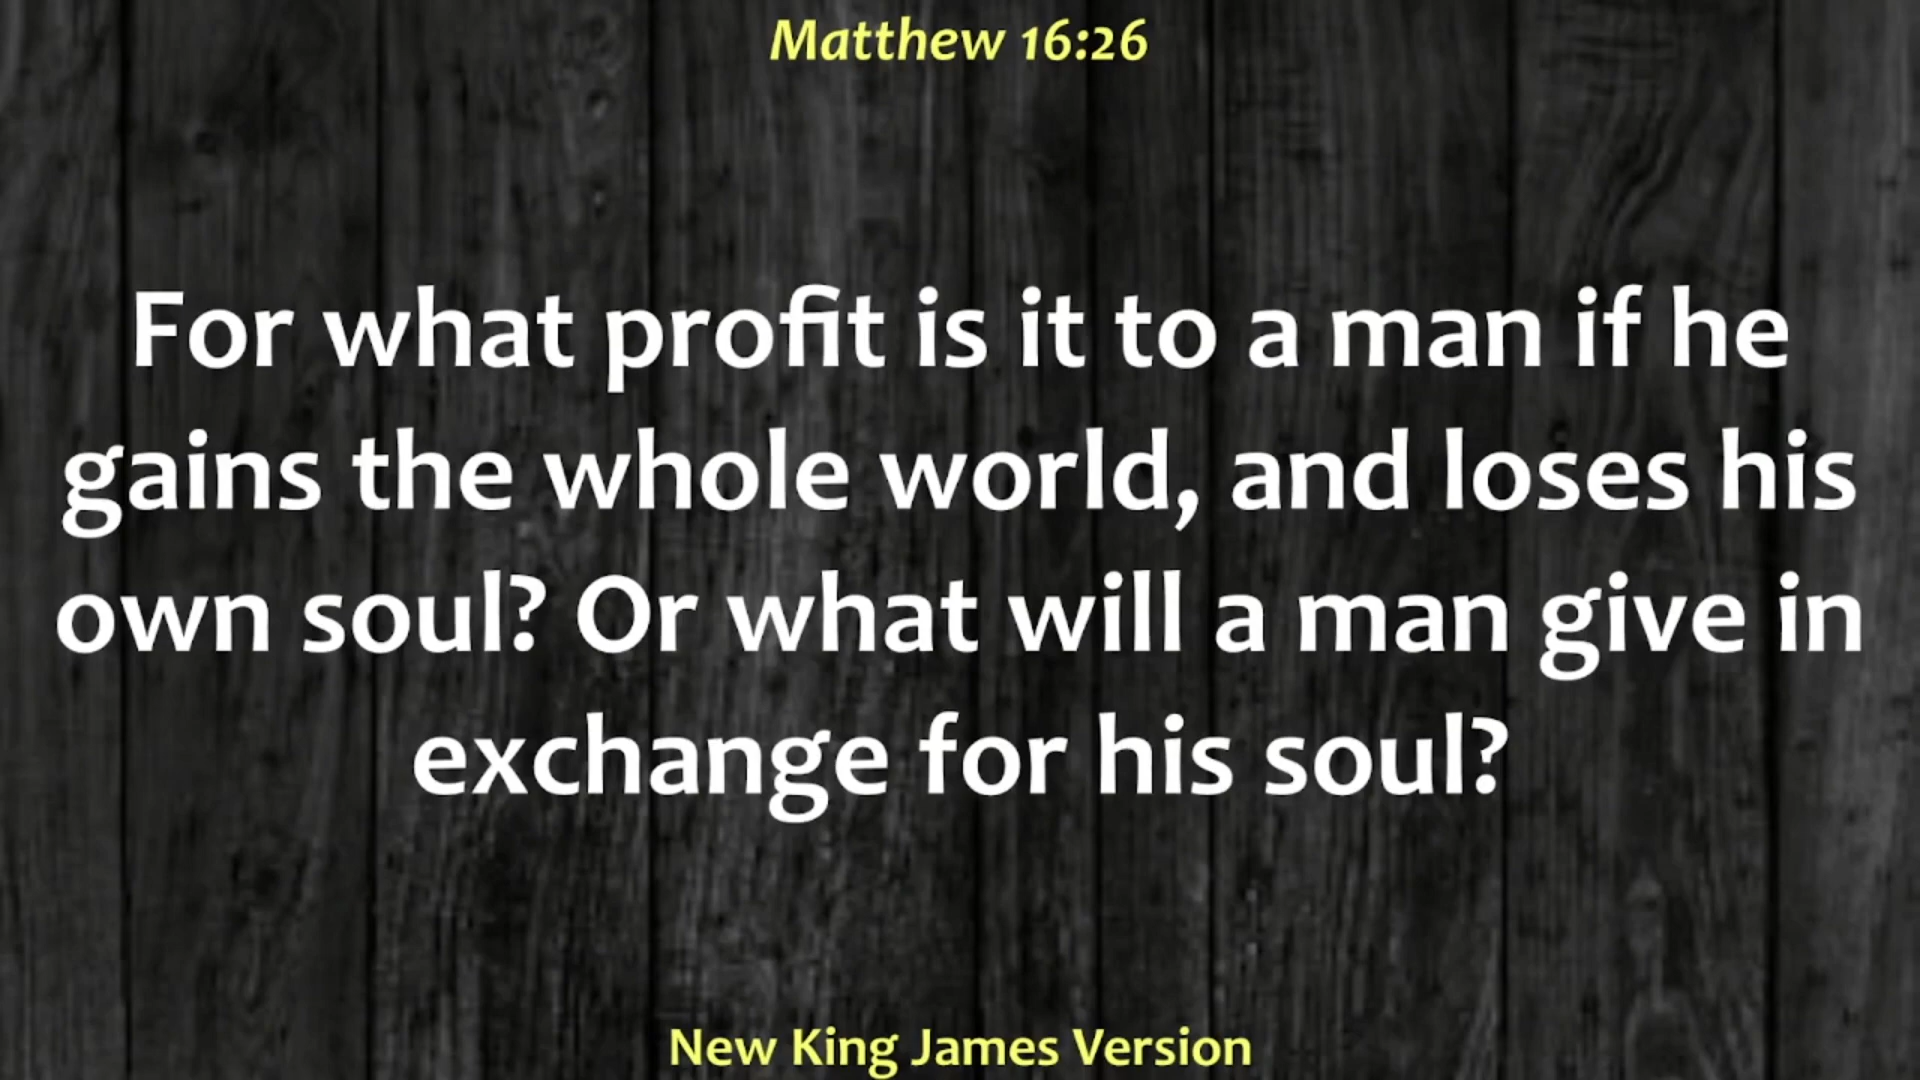 Matthew 16:26
For what profit is it to a man if he
gains the whole world, and loses his
own soul? Or what will a man give in
exchange for his soul?
New King James Version